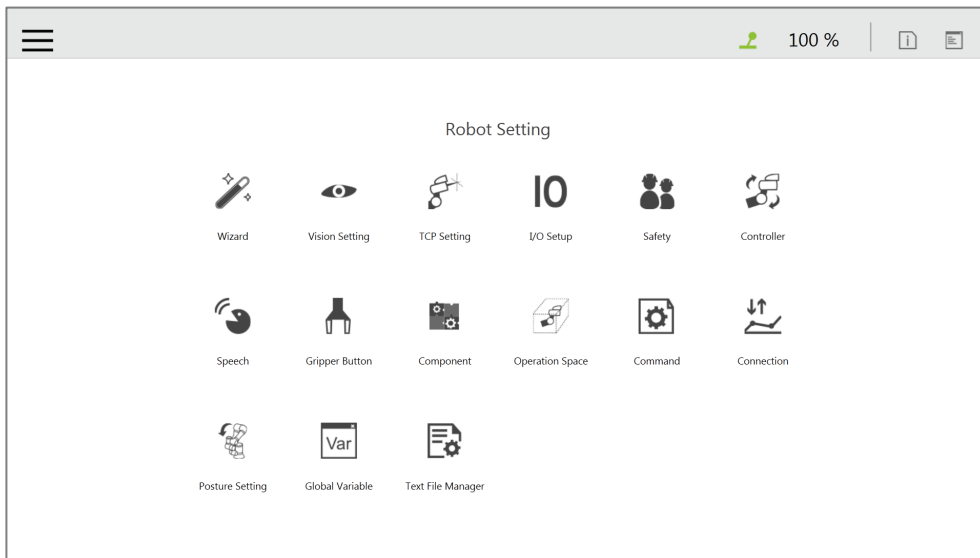 100 %
Robot Setting
IO
Wizard Vision Setting TCP Setting I/O Setup Safety Controller
Speech Gripper Button Component Operation Space Command Connection
Var
Posture Setting Global Variable Text File Manager